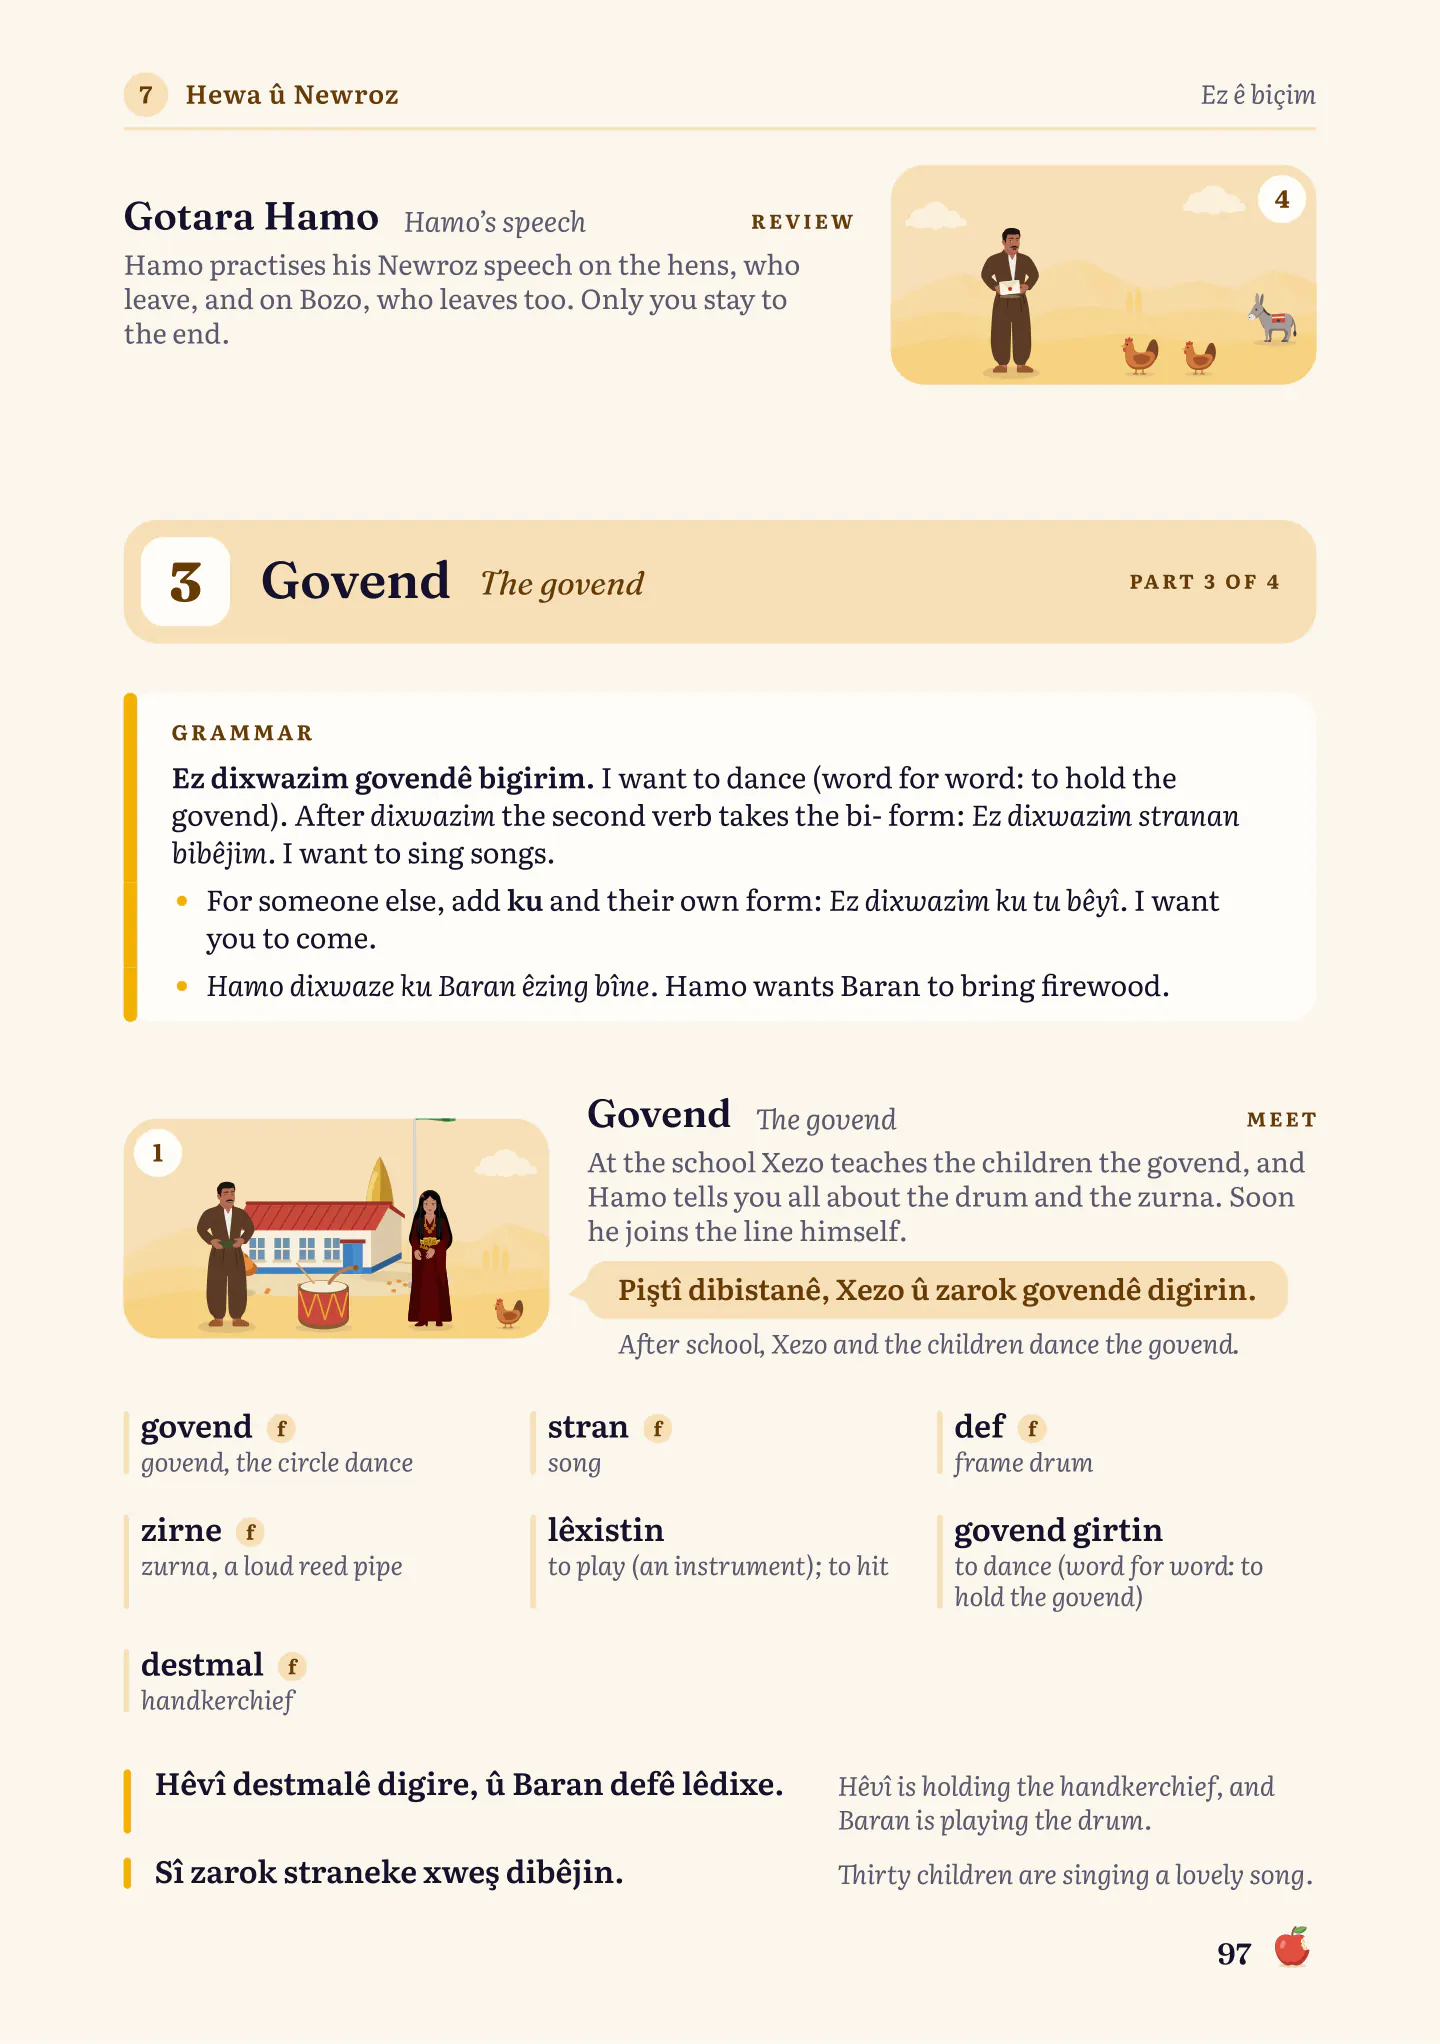 7 Hewa û Newroz
Ez ê biçim
Gotara Hamo Hamo’s speech REVIEW
Hamo practises his Newroz speech on the hens, who
leave, and on Bozo, who leaves too. Only you stay to
the end.
4
3 Govend The govend PART 3 OF 4
GRAMMAR
Ez dixwazim govendê bigirim. I want to dance (word for word: to hold the
govend). After dixwazim the second verb takes the bi- form: Ez dixwazim stranan
bibêjim. I want to sing songs.
• For someone else, add ku and their own form: Ez dixwazim ku tu bêyî. I want
you to come.
• Hamo dixwaze ku Baran êzing bîne. Hamo wants Baran to bring firewood.
1
Govend The govend MEET
At the school Xezo teaches the children the govend, and
Hamo tells you all about the drum and the zurna. Soon
he joins the line himself.
Piştî dibistanê, Xezo û zarok govendê digirin.
After school, Xezo and the children dance the govend.
govend f
govend, the circle dance
stran f
song
def f
frame drum
zirne f
zurna, a loud reed pipe
lêxistin
to play (an instrument); to hit
govend girtin
to dance (word for word: to
hold the govend)
destmal f
handkerchief
Hêvî destmalê digire, û Baran defê lêdixe.
Hêvî is holding the handkerchief, and
Baran is playing the drum.
Sî zarok straneke xweş dibêjin.
Thirty children are singing a lovely song.
97